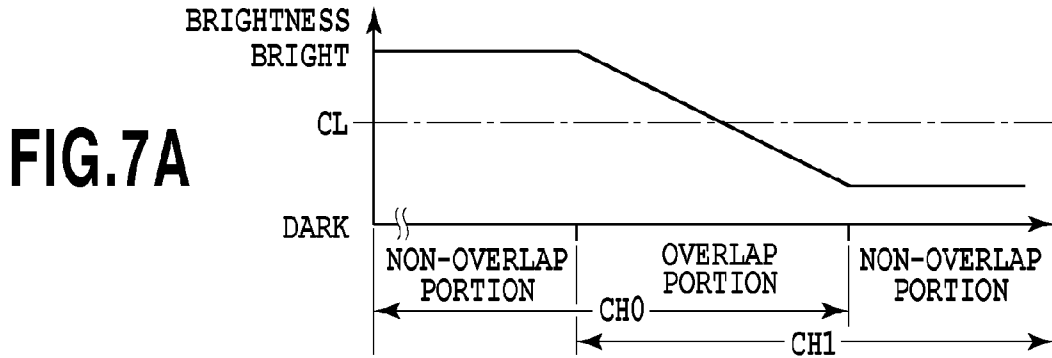 BRIGHTNESS
BRIGHT
CL
FIG.7A
DARK
NON-OVERLAP
PORTION
OVERLAP
PORTION
NON-OVERLAP
PORTION
CH0
CH1